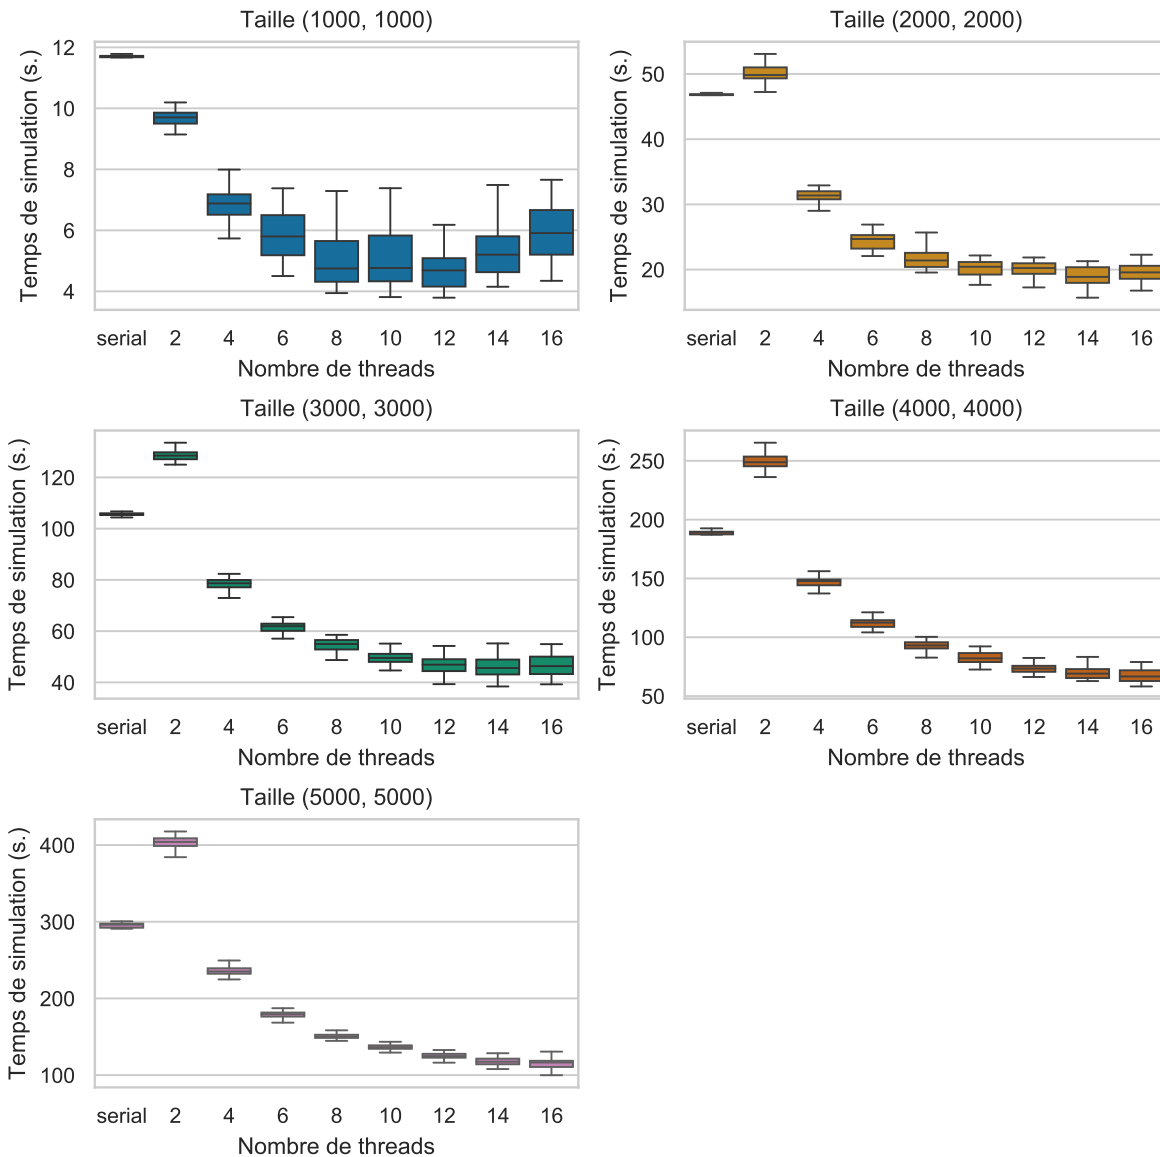 Taille (1000, 1000)
Temps de simulation (s.)
12
10
8
6
4
serial 2 4 6 8 10 12 14 16
Nombre de threads
Taille (2000, 2000)
Temps de simulation (s.)
50
40
30
20
serial 2 4 6 8 10 12 14 16
Nombre de threads
Taille (3000, 3000)
Temps de simulation (s.)
120
100
80
60
40
serial 2 4 6 8 10 12 14 16
Nombre de threads
Taille (4000, 4000)
Temps de simulation (s.)
250
200
150
100
50
serial 2 4 6 8 10 12 14 16
Nombre de threads
Taille (5000, 5000)
Temps de simulation (s.)
400
300
200
100
serial 2 4 6 8 10 12 14 16
Nombre de threads